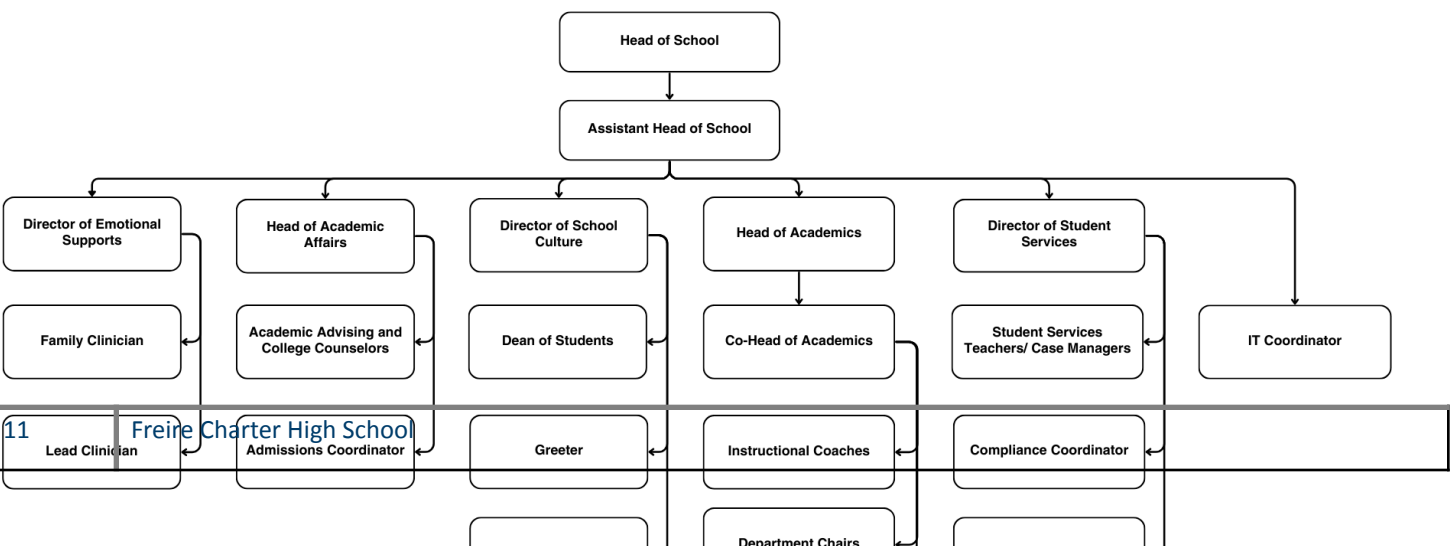 Head of School
Assistant Head of School
Director of Emotional
Supports
Head of Academic
Affairs
Director of School
Culture
Head of Academics
Director of Student
Services
Family Clinician
Academic Advising and
College Counselors
Dean of Students
Co-Head of Academics
Student Services
Teachers/ Case Managers
IT Coordinator
11
Freire Charter High School
Lead Clinician
Admissions Coordinator
Greeter
Instructional Coaches
Compliance Coordinator
Department Chairs